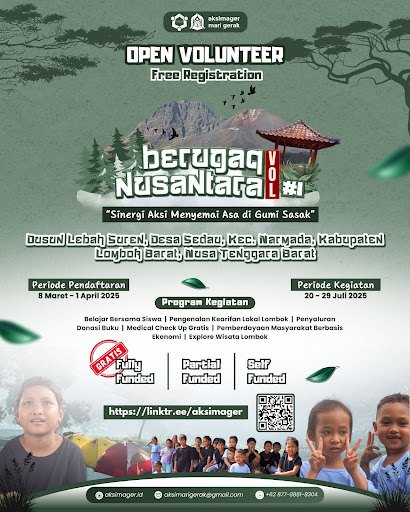 aksimager
mari gerak
OPEN VOLUNTEER
Free Registration
berugaq
Nusantara
VOL
#1
"Sinergi Aksi Menyemai Asa di Gumi Sasak"
Dusun Lebah Suren, Desa Sedau, Kec. Narmada, Kabupaten
Lombok Barat, Nusa Tenggara Barat
Periode Pendaftaran
8 Maret - 1 April 2025
Periode Kegiatan
20 - 29 Juli 2025
Program Kegiatan
Belajar Bersama Siswa | Pengenalan Kearifan Lokal Lombok | Penyaluran
Donasi Buku | Medical Check Up Gratis | Pemberdayaan Masyarakat Berbasis
Ekonomi | Explore Wisata Lombok
GRATIS
Fully
Funded
Partial
Funded
Self
Funded
https://linktr.ee/aksimager
aksimager.id
aksimarigerak@gmail.com
+62 877-8881-8304